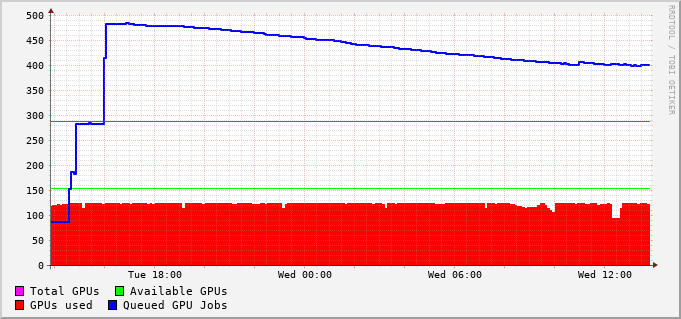 500
450
400
350
300
250
200
150
100
50
0
Tue 18:00 Wed 00:00 Wed 06:00 Wed 12:00
Total GPUs Available GPUs
GPUs used Queued GPU Jobs
RRDTOOL / TOBI OETIKER